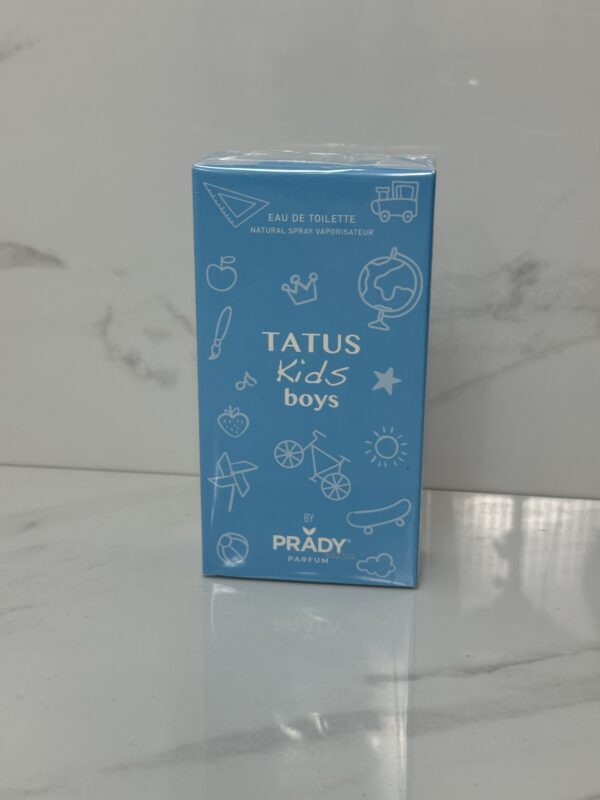 EAU DE TOILETTE
NATURAL SPRAY VAPORISATEUR
TATUS
Kids
boys
BY
PRADY®
PARFUM